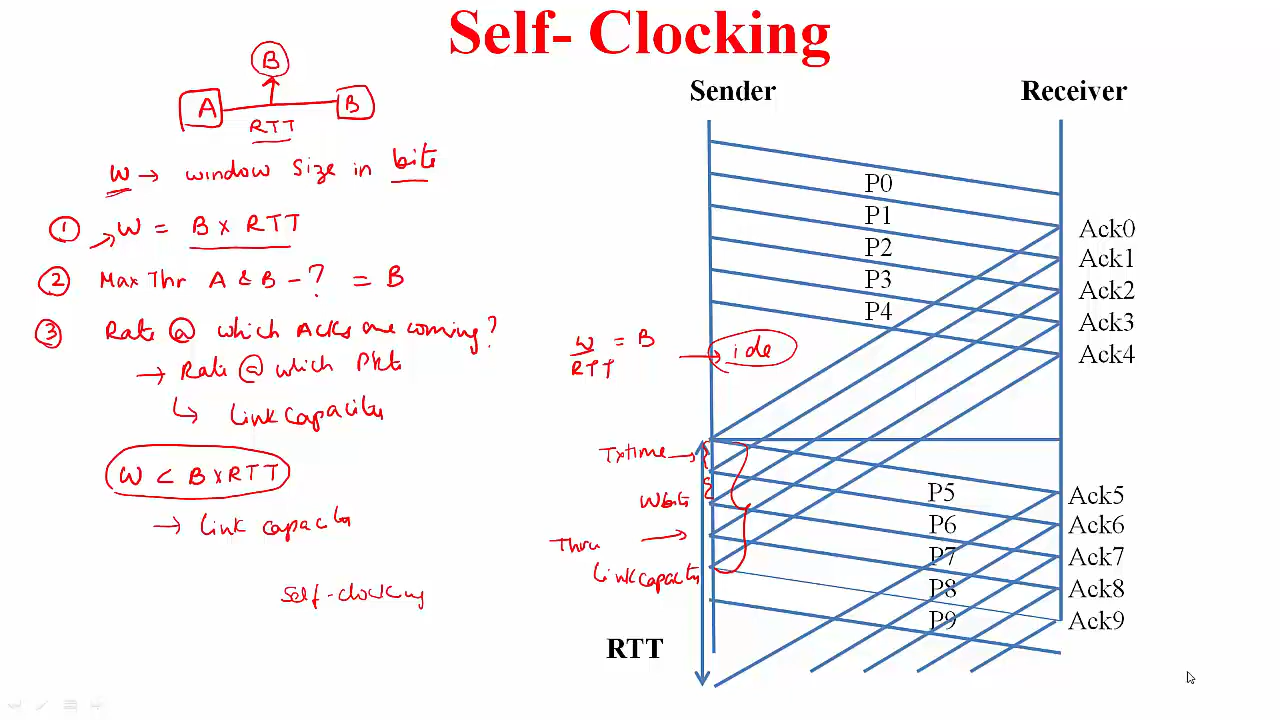 Self- Clocking
B
A
B
RTT
W → window size in bits
① W = B x RTT
② Max Thr A & B - ? = B
③ Rate @ which Acks are coming?
→ Rate @ which Pkts
↳ Link capacity
W < B x RTT
→ link capacity
self-clocking
Sender
Receiver
P0
P1
P2
P3
P4
Ack0
Ack1
Ack2
Ack3
Ack4
W/RTT = B → idle
Txtime →
W bits
Thru →
Link capacity
P5
P6
P7
P8
P9
Ack5
Ack6
Ack7
Ack8
Ack9
RTT